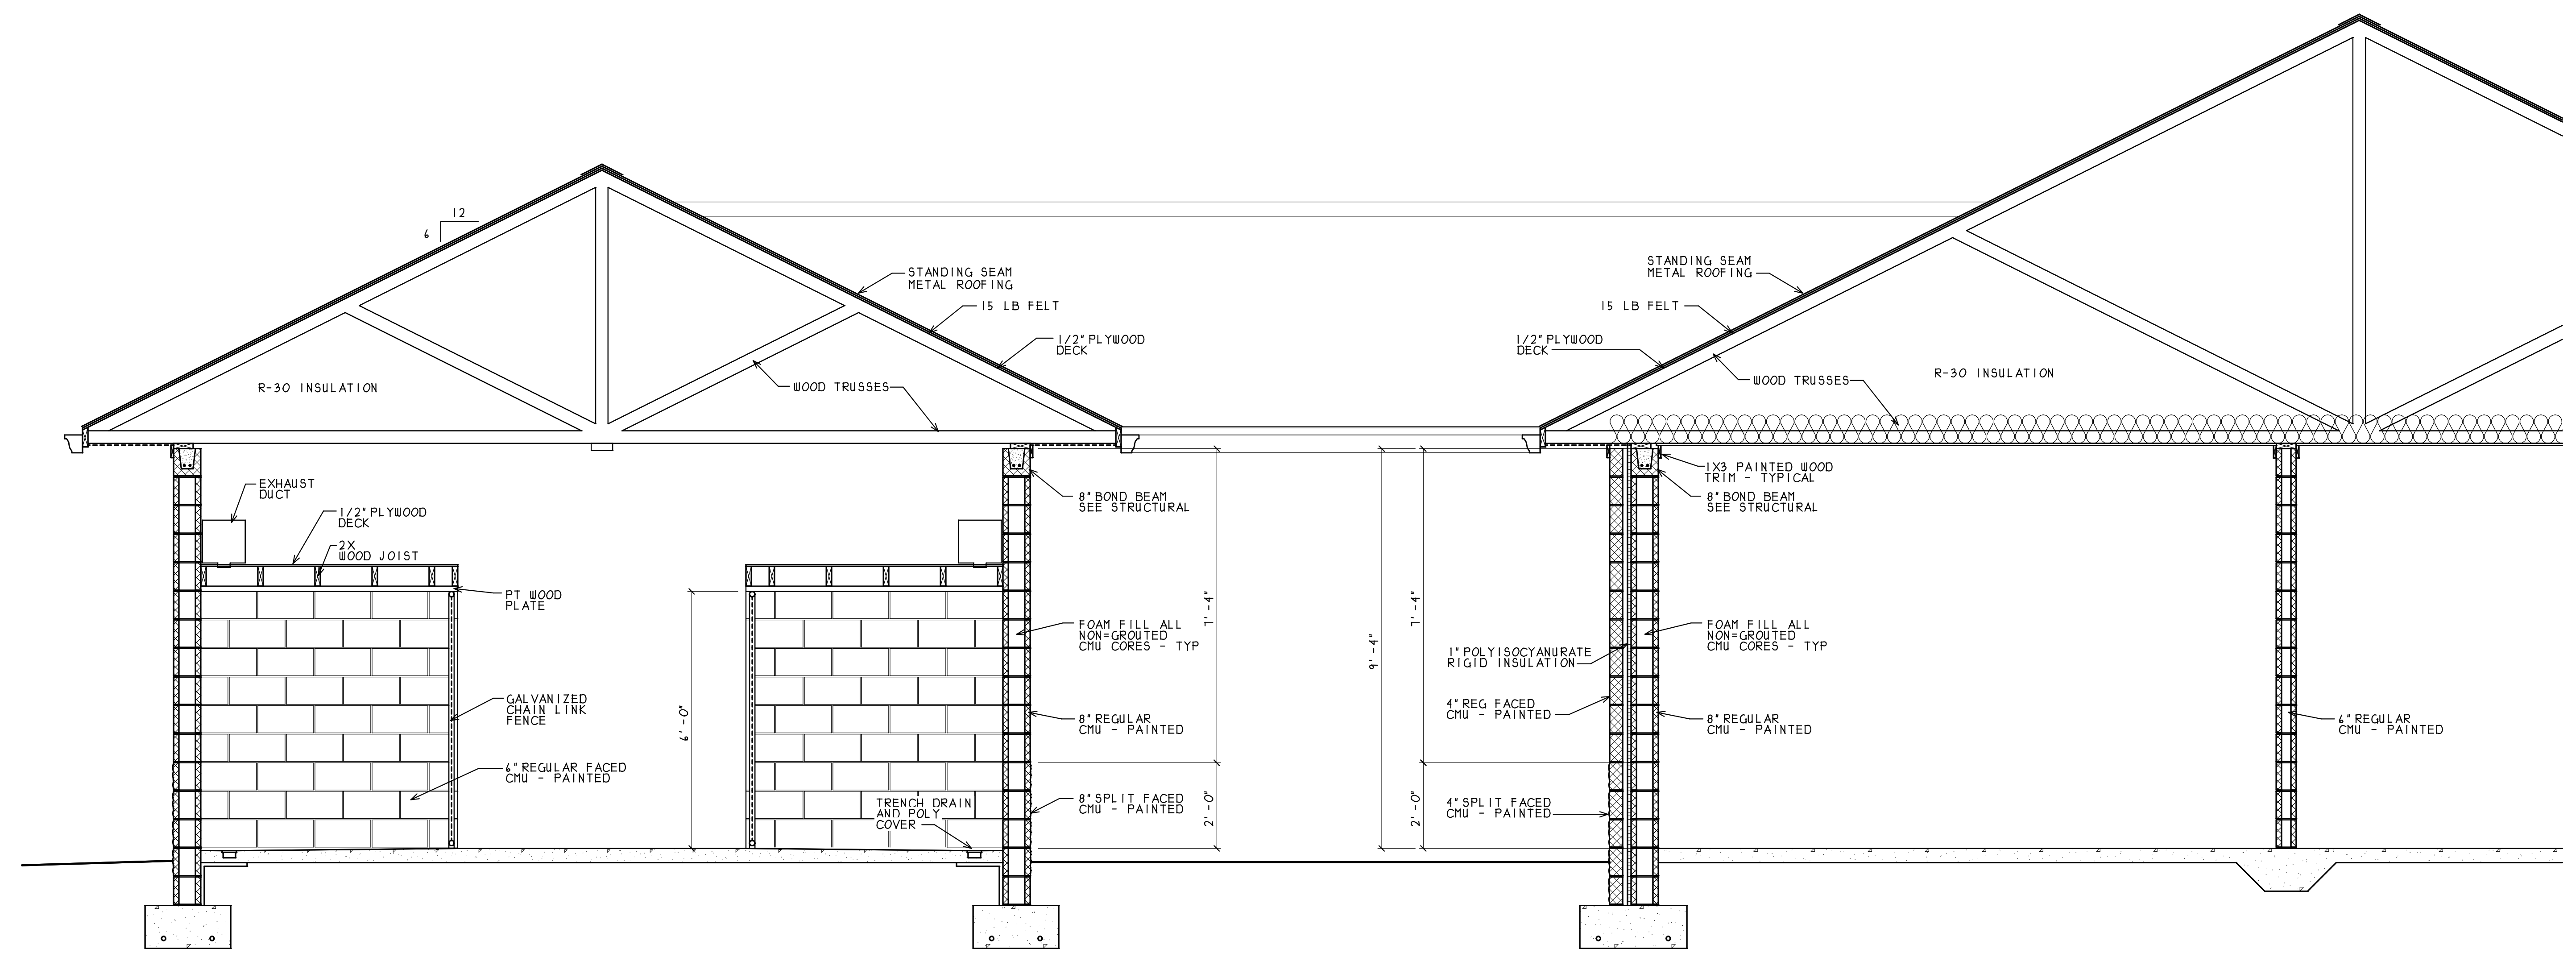 12
6
STANDING SEAM
METAL ROOFING
15 LB FELT
1/2" PLYWOOD
DECK
WOOD TRUSSES
R-30 INSULATION
STANDING SEAM
METAL ROOFING
15 LB FELT
1/2" PLYWOOD
DECK
WOOD TRUSSES
R-30 INSULATION
EXHAUST
DUCT
1/2" PLYWOOD
DECK
2X
WOOD JOIST
PT WOOD
PLATE
GALVANIZED
CHAIN LINK
FENCE
6" REGULAR FACED
CMU - PAINTED
6'-0"
TRENCH DRAIN
AND POLY
COVER
8" BOND BEAM
SEE STRUCTURAL
FOAM FILL ALL
NON=GROUTED
CMU CORES - TYP
8" REGULAR
CMU - PAINTED
8" SPLIT FACED
CMU - PAINTED
7'-4"
2'-0"
9'-4"
7'-4"
2'-0"
1" POLYISOCYANURATE
RIGID INSULATION
4" REG FACED
CMU - PAINTED
4" SPLIT FACED
CMU - PAINTED
1X3 PAINTED WOOD
TRIM - TYPICAL
8" BOND BEAM
SEE STRUCTURAL
FOAM FILL ALL
NON=GROUTED
CMU CORES - TYP
8" REGULAR
CMU - PAINTED
6" REGULAR
CMU - PAINTED